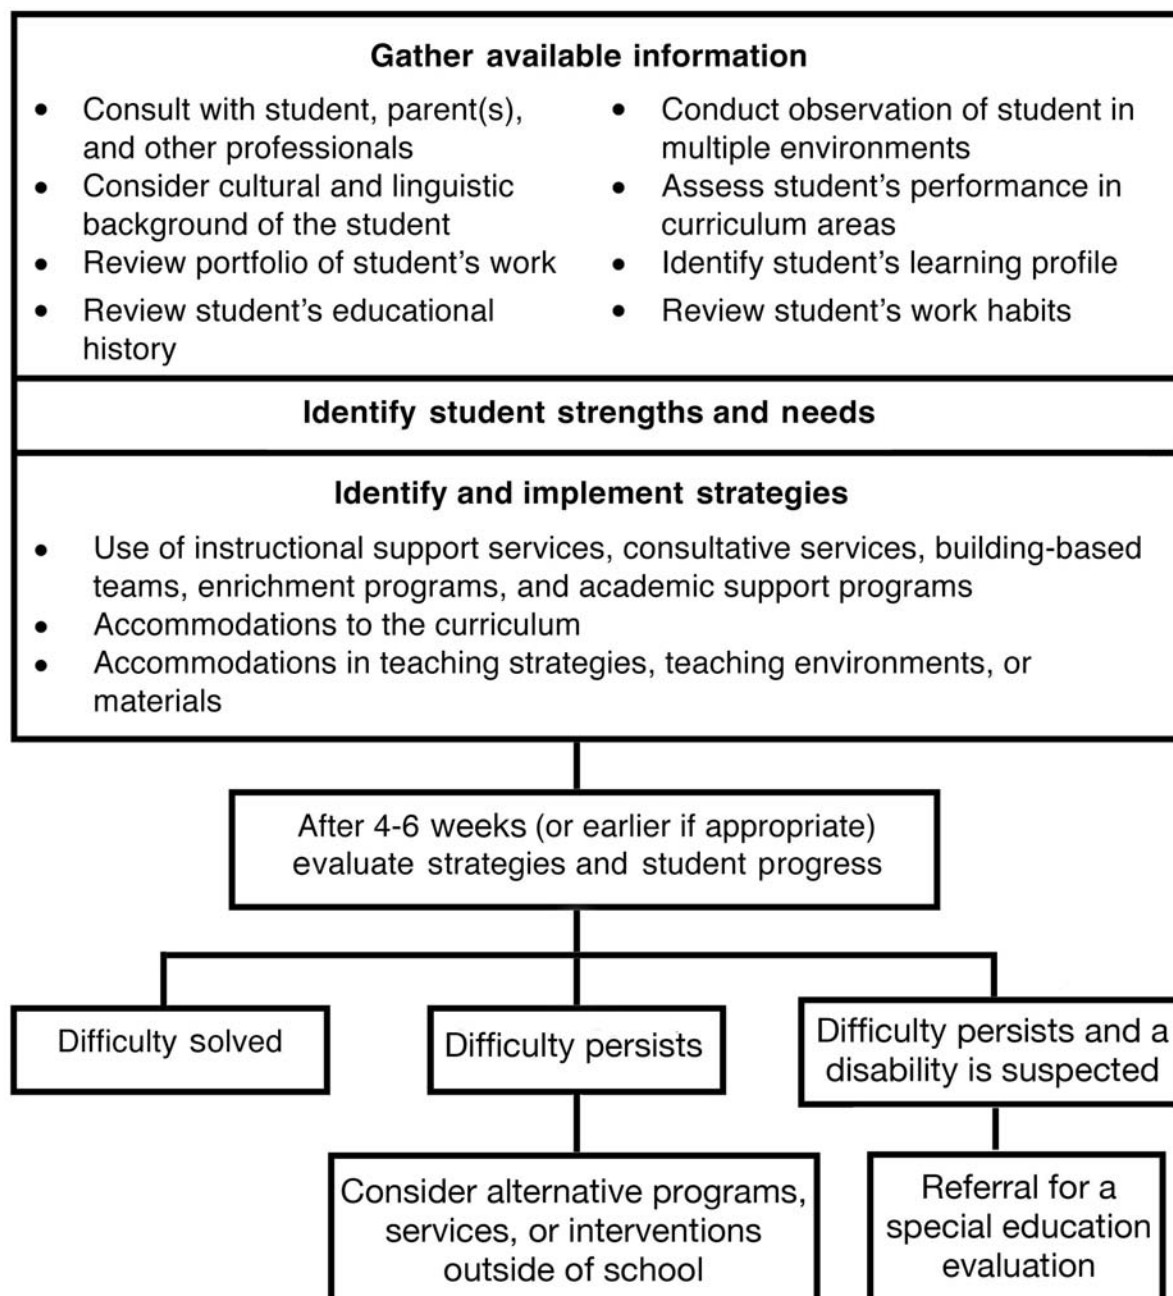 Gather available information
• Consult with student, parent(s),
and other professionals
• Consider cultural and linguistic
background of the student
• Review portfolio of student's work
• Review student's educational
history
• Conduct observation of student in
multiple environments
• Assess student's performance in
curriculum areas
• Identify student's learning profile
• Review student's work habits
Identify student strengths and needs
Identify and implement strategies
• Use of instructional support services, consultative services, building-based
teams, enrichment programs, and academic support programs
• Accommodations to the curriculum
• Accommodations in teaching strategies, teaching environments, or
materials
After 4-6 weeks (or earlier if appropriate)
evaluate strategies and student progress
Difficulty solved
Difficulty persists
Difficulty persists and a
disability is suspected
Consider alternative programs,
services, or interventions
outside of school
Referral for a
special education
evaluation